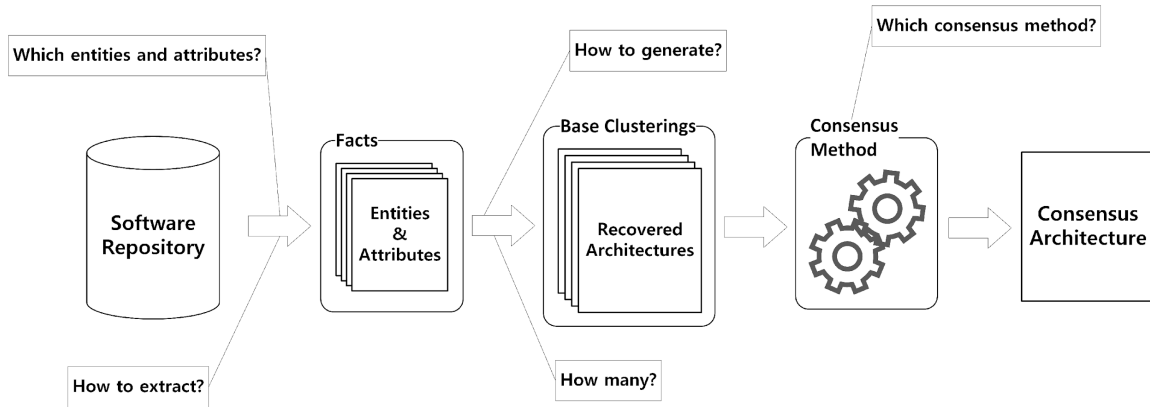 Which entities and attributes?
How to generate?
Which consensus method?
Facts
Base Clusterings
Consensus
Method
Software
Repository
Entities
&
Attributes
Recovered
Architectures
Consensus
Architecture
How to extract?
How many?